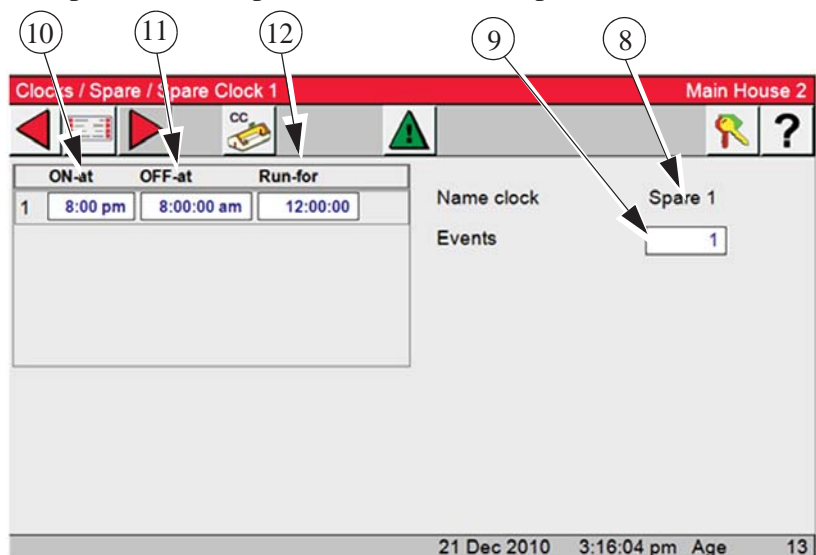 10 11 12 9 8
Clocks / Spare / Spare Clock 1 Main House 2
CC
?
ON-at OFF-at Run-for
1 8:00 pm 8:00:00 am 12:00:00
Name clock Spare 1
Events 1
21 Dec 2010 3:16:04 pm Age 13